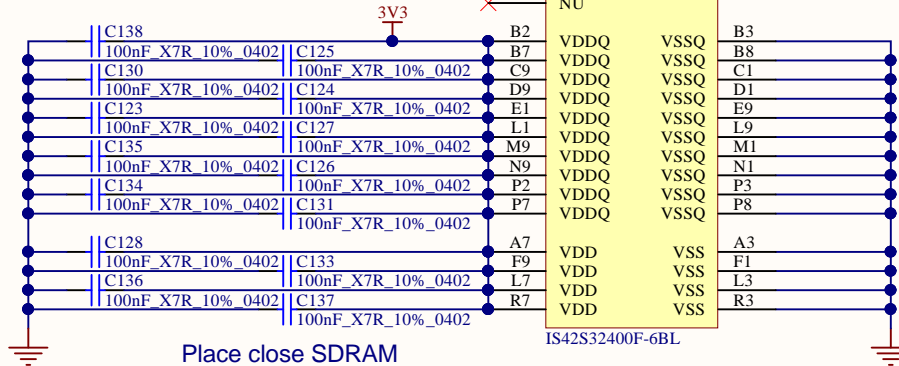 NU
3V3
C138 B2 VDDQ VSSQ B3
100nF_X7R_10%_0402 C125 B7 VDDQ VSSQ B8
C130 100nF_X7R_10%_0402 C9 VDDQ VSSQ C1
100nF_X7R_10%_0402 C124 D9 VDDQ VSSQ D1
C123 100nF_X7R_10%_0402 E1 VDDQ VSSQ E9
100nF_X7R_10%_0402 C127 L1 VDDQ VSSQ L9
C135 100nF_X7R_10%_0402 M9 VDDQ VSSQ M1
100nF_X7R_10%_0402 C126 N9 VDDQ VSSQ N1
C134 100nF_X7R_10%_0402 P2 VDDQ VSSQ P3
100nF_X7R_10%_0402 C131 P7 VDDQ VSSQ P8
100nF_X7R_10%_0402
C128 A7 VDD VSS A3
100nF_X7R_10%_0402 C133 F9 VDD VSS F1
C136 100nF_X7R_10%_0402 L7 VDD VSS L3
100nF_X7R_10%_0402 C137 R7 VDD VSS R3
100nF_X7R_10%_0402
IS42S32400F-6BL
Place close SDRAM